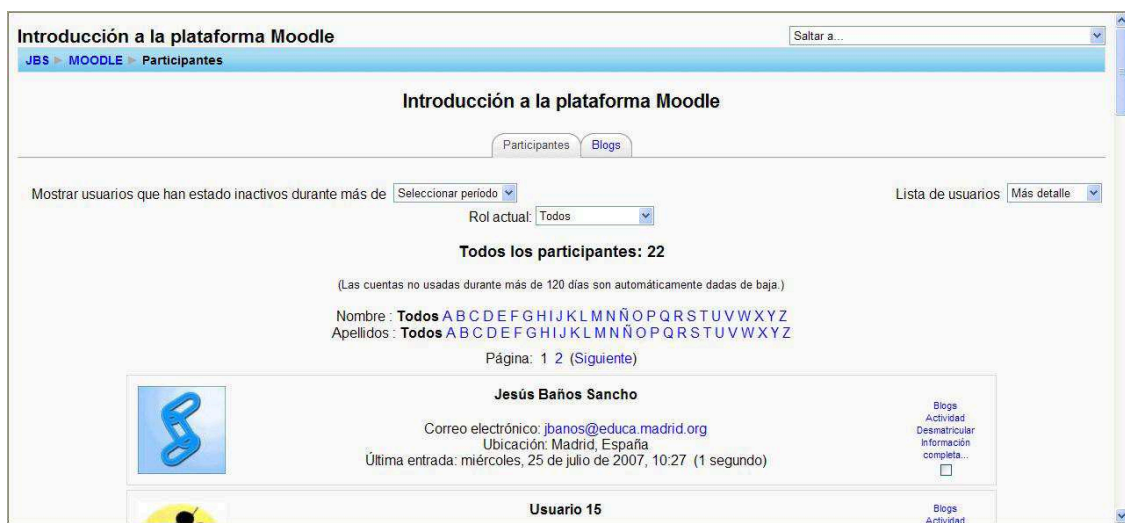 Introducción a la plataforma Moodle
Saltar a...
JBS ► MOODLE ► Participantes
Introducción a la plataforma Moodle
Participantes Blogs
Mostrar usuarios que han estado inactivos durante más de Seleccionar período
Lista de usuarios Más detalle
Rol actual: Todos
Todos los participantes: 22
(Las cuentas no usadas durante más de 120 días son automáticamente dadas de baja.)
Nombre : Todos A B C D E F G H I J K L M N Ñ O P Q R S T U V W X Y Z
Apellidos : Todos A B C D E F G H I J K L M N Ñ O P Q R S T U V W X Y Z
Página: 1 2 (Siguiente)
Jesús Baños Sancho
Correo electrónico: jbanos@educa.madrid.org
Ubicación: Madrid, España
Última entrada: miércoles, 25 de julio de 2007, 10:27 (1 segundo)
Blogs
Actividad
Desmatricular
Información
completa...
Usuario 15
Blogs
Actividad